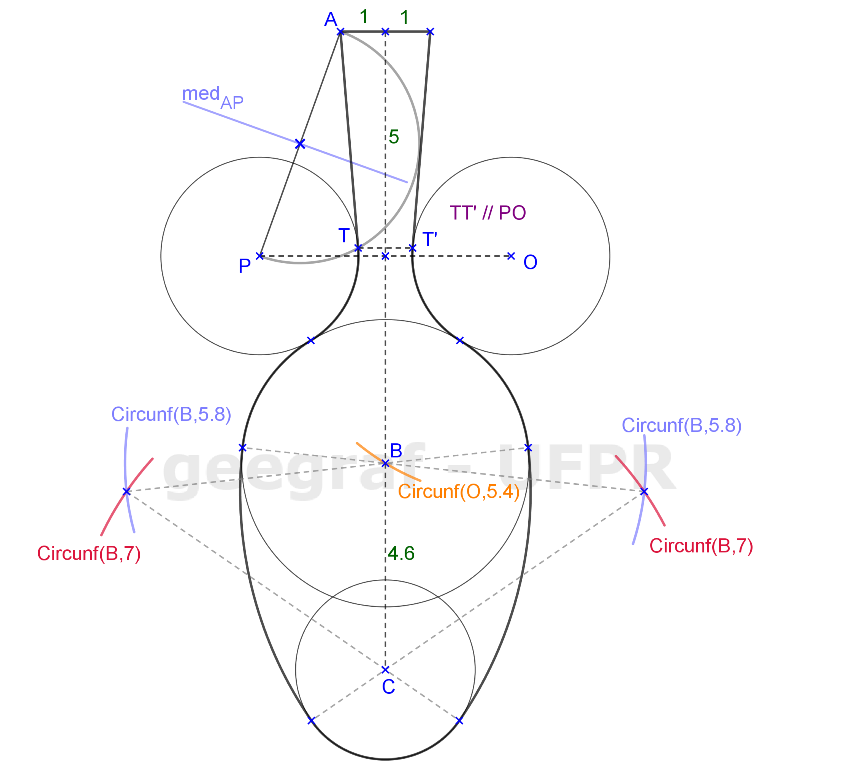 A
1
1
med_AP
5
TT' // PO
T
T'
P
O
Circunf(B,5.8)
Circunf(B,5.8)
B
geegraf - UFPR
Circunf(O,5.4)
Circunf(B,7)
4.6
Circunf(B,7)
C